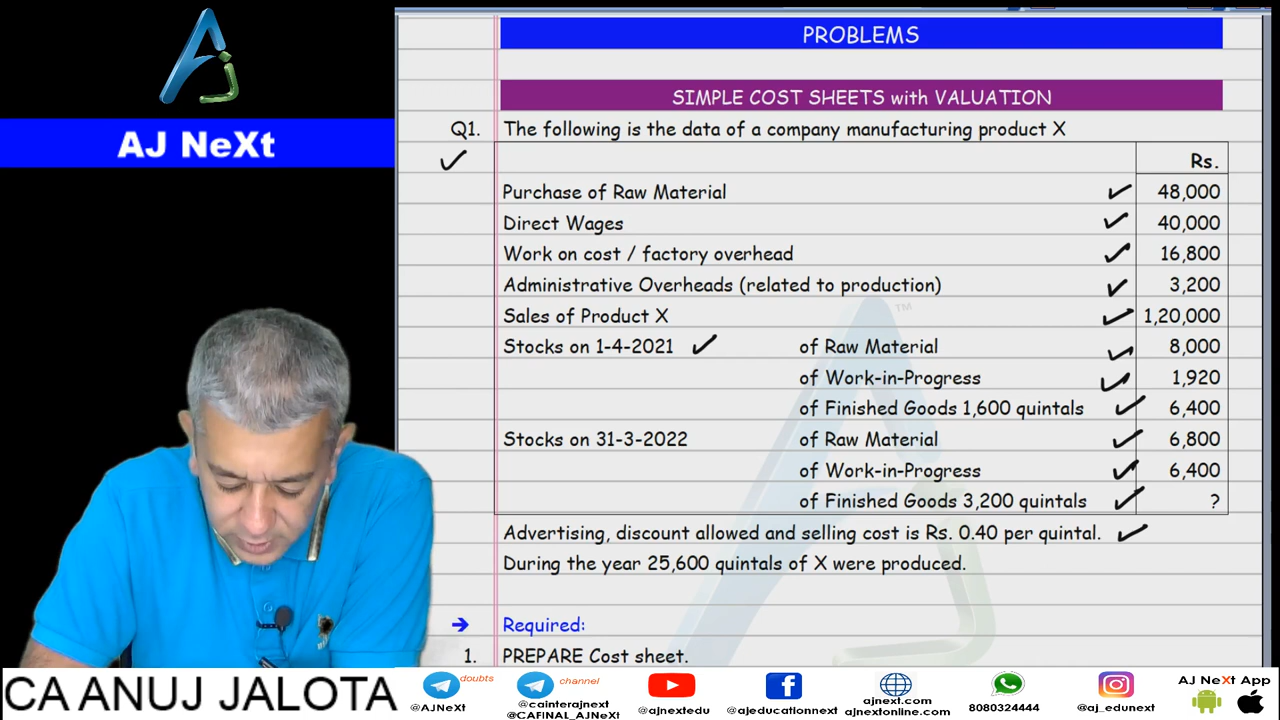 PROBLEMS
SIMPLE COST SHEETS with VALUATION
AJ NeXt
Q1. The following is the data of a company manufacturing product X
Rs.
Purchase of Raw Material 48,000
Direct Wages 40,000
Work on cost / factory overhead 16,800
Administrative Overheads (related to production) 3,200
Sales of Product X 1,20,000
Stocks on 1-4-2021 of Raw Material 8,000
of Work-in-Progress 1,920
of Finished Goods 1,600 quintals 6,400
Stocks on 31-3-2022 of Raw Material 6,800
of Work-in-Progress 6,400
of Finished Goods 3,200 quintals ?
Advertising, discount allowed and selling cost is Rs. 0.40 per quintal.
During the year 25,600 quintals of X were produced.
→ Required:
1. PREPARE Cost sheet.
TM
CA ANUJ JALOTA
doubts
@AJNeXt
channel
@cainterajnext
@CAFINAL_AJNeXt
@ajnextedu
@ajeducationnext
ajnext.com
ajnextonline.com
8080324444
@aj_edunext
AJ NeXt App